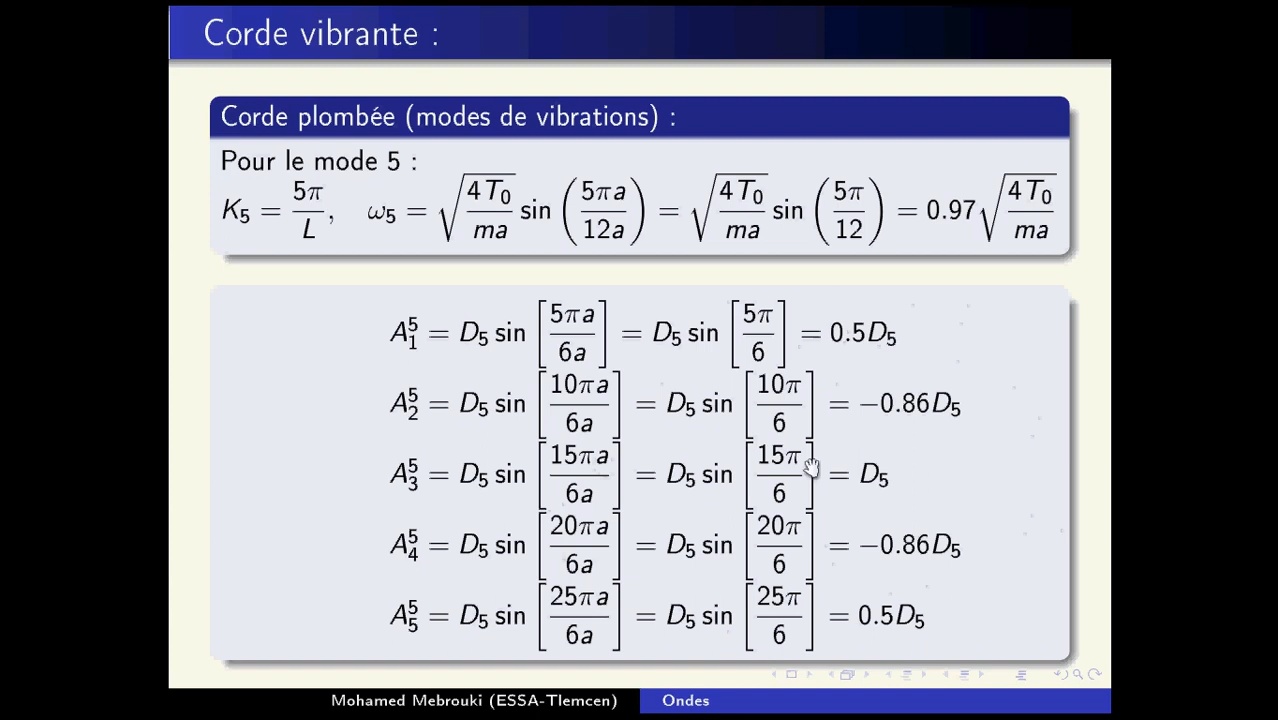 Corde vibrante :
Corde plombée (modes de vibrations) :
Pour le mode 5 :
K₅ = 5π/L, ω₅ = √(4T₀/ma) sin(5πa/12a) = √(4T₀/ma) sin(5π/12) = 0.97√(4T₀/ma)
A₁⁵ = D₅ sin[5πa/6a] = D₅ sin[5π/6] = 0.5D₅
A₂⁵ = D₅ sin[10πa/6a] = D₅ sin[10π/6] = −0.86D₅
A₃⁵ = D₅ sin[15πa/6a] = D₅ sin[15π/6] = D₅
A₄⁵ = D₅ sin[20πa/6a] = D₅ sin[20π/6] = −0.86D₅
A₅⁵ = D₅ sin[25πa/6a] = D₅ sin[25π/6] = 0.5D₅
Mohamed Mebrouki (ESSA-Tlemcen) Ondes